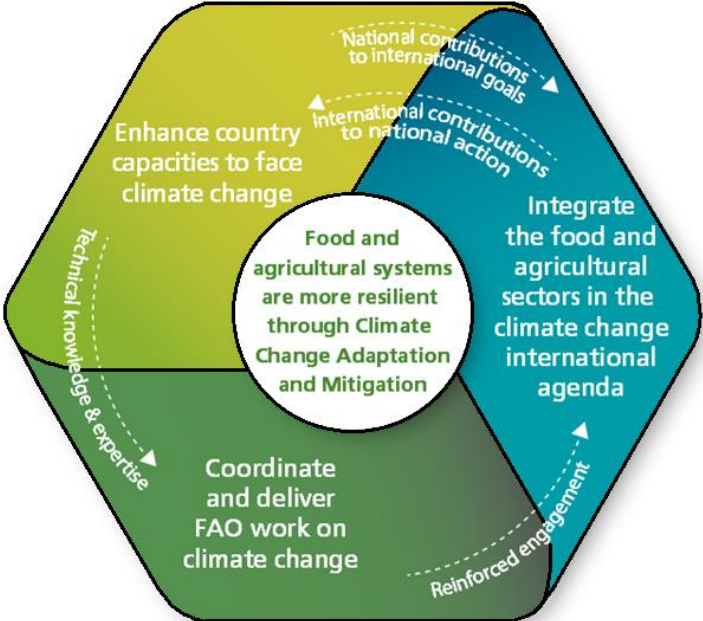 National contributions
to international goals
International contributions
to national action
Enhance country
capacities to face
climate change
Integrate
the food and
agricultural
sectors in the
climate change
international
agenda
Food and
agricultural systems
are more resilient
through Climate
Change Adaptation
and Mitigation
Technical knowledge & expertise
Coordinate
and deliver
FAO work on
climate change
Reinforced engagement